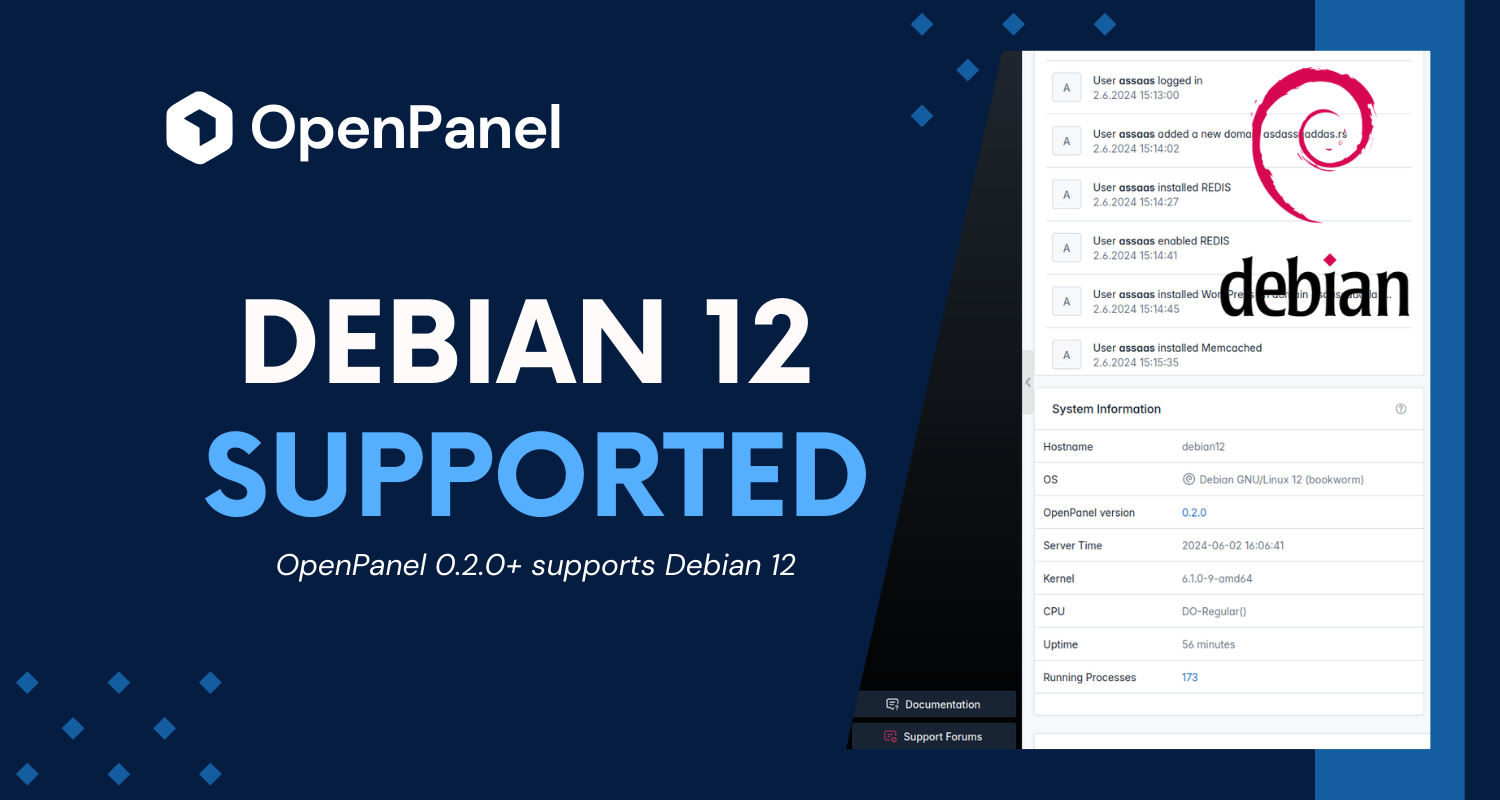 OpenPanel
DEBIAN 12
SUPPORTED
OpenPanel 0.2.0+ supports Debian 12
A
User assaas logged in
2.6.2024 15:13:00
A
User assaas added a new
2.6.2024 15:14:02
A
User assaas installed REDIS
2.6.2024 15:14:27
A
User assaas enabled REDIS
2.6.2024 15:14:41
A
User assaas installed
2.6.2024 15:14:45
A
User assaas installed Memcached
2.6.2024 15:15:35
debian
System Information
Hostname debian12
OS Debian GNU/Linux 12 (bookworm)
OpenPanel version 0.2.0
Server Time 2024-06-02 16:06:41
Kernel 6.1.0-9-amd64
CPU DO-Regular()
Uptime 56 minutes
Running Processes 173
Documentation
Support Forums